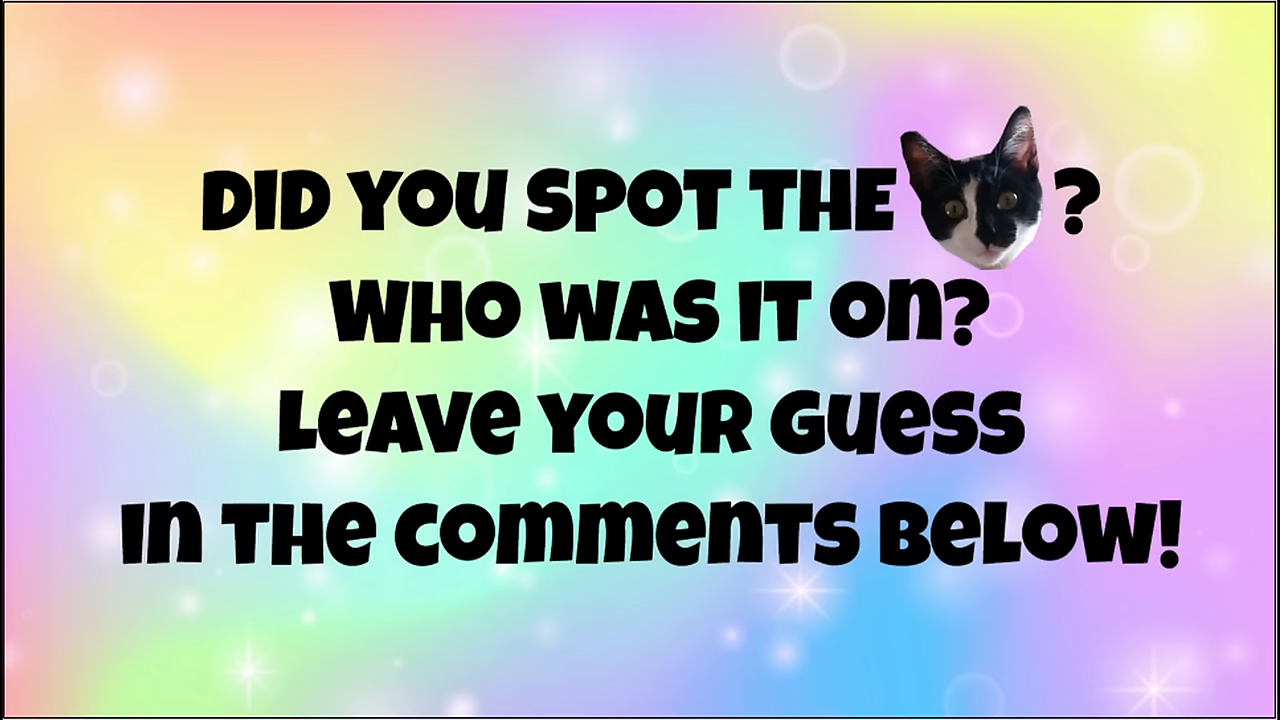 DID YOU SPOT THE ?
WHO WAS IT ON?
LEAVE YOUR GUESS
IN THE COMMENTS BELOW!